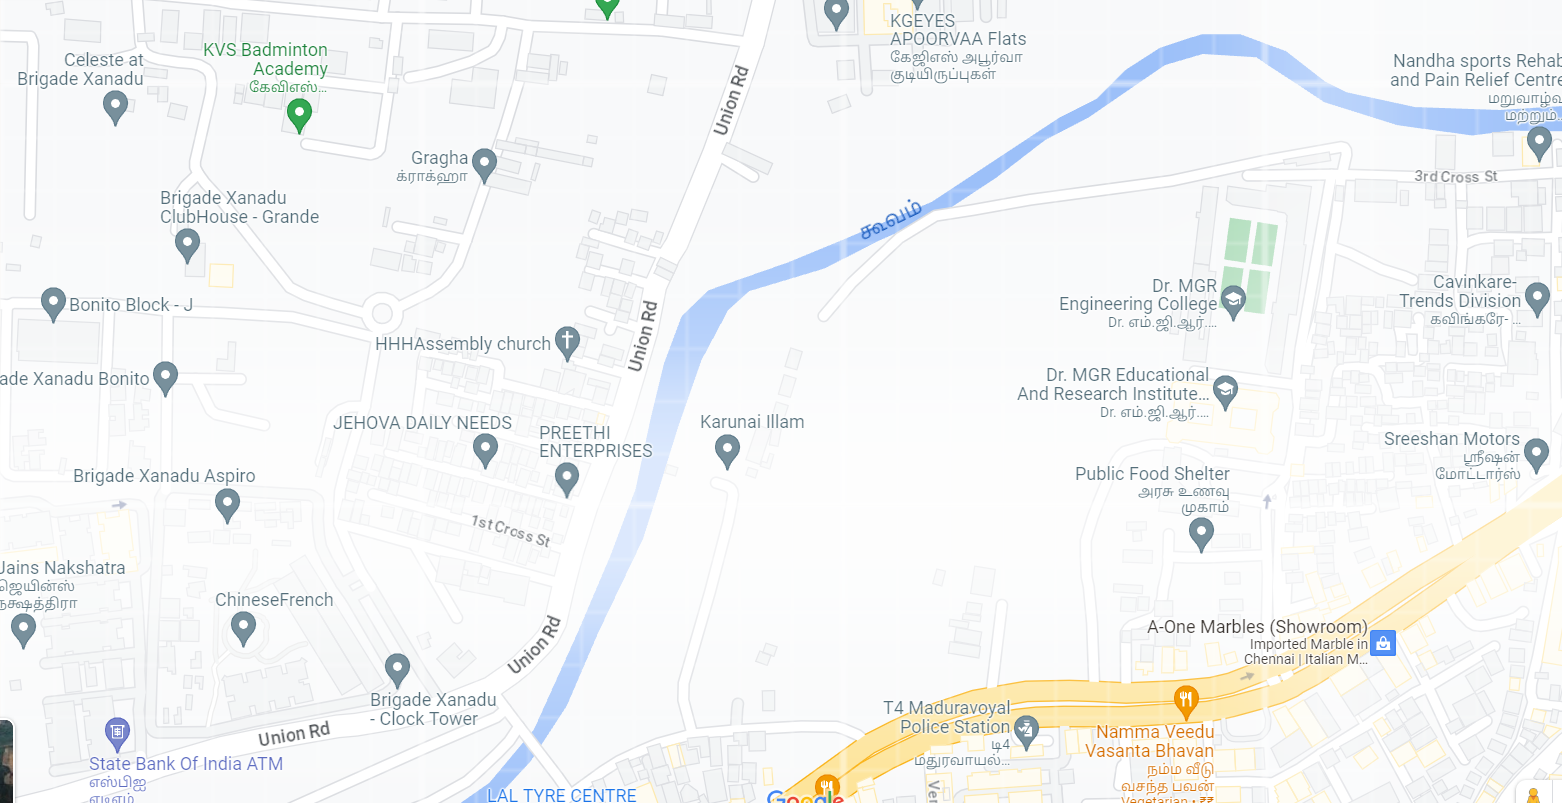 KGEYES
APOORVAA Flats
கேஜிஎஸ் அபூர்வா
குடியிருப்புகள்
KVS Badminton
Academy
கேவிஎஸ்...
Celeste at
Brigade Xanadu
Nandha sports Rehab
and Pain Relief Centre
மற்றும்...
Union Rd
Gragha
க்ராக்ஹா
3rd Cross St
Brigade Xanadu
ClubHouse - Grande
கூவம்
Dr. MGR
Engineering College
Dr. எம்.ஜி.ஆர்....
Cavinkare-
Trends Division
கவிங்கரே- ...
Bonito Block - J
Union Rd
HHHAssembly church
ade Xanadu Bonito
Dr. MGR Educational
And Research Institute...
Dr. எம்.ஜி.ஆர்....
JEHOVA DAILY NEEDS
PREETHI
ENTERPRISES
Karunai Illam
Sreeshan Motors
ஸ்ரீஷன்
மோட்டார்ஸ்
Brigade Xanadu Aspiro
Public Food Shelter
அரசு உணவு
முகாம்
1st Cross St
Jains Nakshatra
ஜெயின்ஸ்
நக்ஷத்திரா
ChineseFrench
Union Rd
A-One Marbles (Showroom)
Imported Marble in
Chennai | Italian M...
Brigade Xanadu
- Clock Tower
T4 Maduravoyal
Police Station
டி4
மதுரவாயல்...
Union Rd
Namma Veedu
Vasanta Bhavan
நம்ம வீடு
வசந்த பவன்
Vegetarian • ₹₹
State Bank Of India ATM
எஸ்பிஐ
ஏடிஎம்
LAL TYRE CENTRE
Google